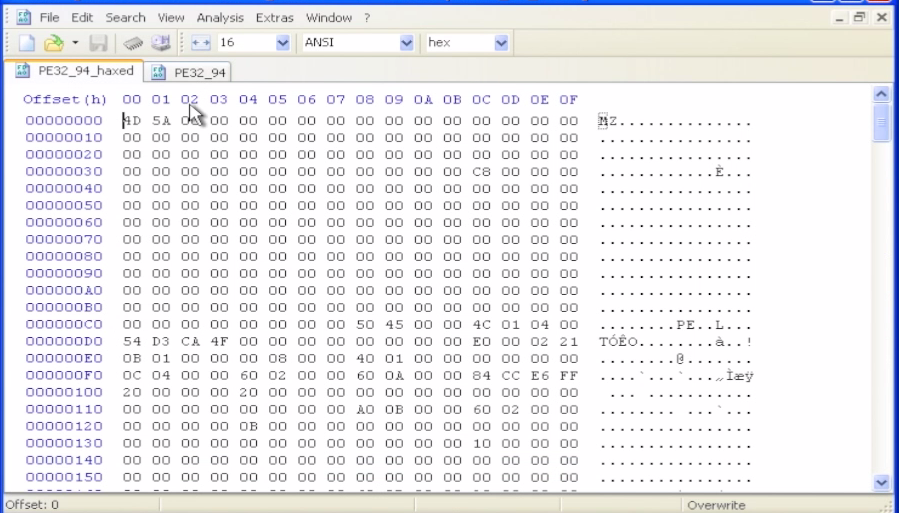 File Edit Search View Analysis Extras Window ?
16 ANSI hex
PE32_94_haxed PE32_94
Offset(h) 00 01 02 03 04 05 06 07 08 09 0A 0B 0C 0D 0E 0F
00000000 4D 5A 00 00 00 00 00 00 00 00 00 00 00 00 00 00 MZ..............
00000010 00 00 00 00 00 00 00 00 00 00 00 00 00 00 00 00 ................
00000020 00 00 00 00 00 00 00 00 00 00 00 00 00 00 00 00 ................
00000030 00 00 00 00 00 00 00 00 00 00 00 00 C8 00 00 00 ............È...
00000040 00 00 00 00 00 00 00 00 00 00 00 00 00 00 00 00 ................
00000050 00 00 00 00 00 00 00 00 00 00 00 00 00 00 00 00 ................
00000060 00 00 00 00 00 00 00 00 00 00 00 00 00 00 00 00 ................
00000070 00 00 00 00 00 00 00 00 00 00 00 00 00 00 00 00 ................
00000080 00 00 00 00 00 00 00 00 00 00 00 00 00 00 00 00 ................
00000090 00 00 00 00 00 00 00 00 00 00 00 00 00 00 00 00 ................
000000A0 00 00 00 00 00 00 00 00 00 00 00 00 00 00 00 00 ................
000000B0 00 00 00 00 00 00 00 00 00 00 00 00 00 00 00 00 ................
000000C0 00 00 00 00 00 00 00 00 50 45 00 00 4C 01 04 00 ........PE..L...
000000D0 54 D3 CA 4F 00 00 00 00 00 00 00 00 E0 00 02 21 TÓÊO........à..!
000000E0 0B 01 00 00 00 08 00 00 40 01 00 00 00 00 00 00 ........@.......
000000F0 0C 04 00 00 60 02 00 00 60 0A 00 00 84 CC E6 FF ....`...`...„Ìæÿ
00000100 20 00 00 00 20 00 00 00 00 00 00 00 00 00 00 00 ... ...........
00000110 00 00 00 00 00 00 00 00 A0 0B 00 00 60 02 00 00 ........ ...`...
00000120 00 00 00 00 0B 00 00 00 00 00 00 00 00 00 00 00 ................
00000130 00 00 00 00 00 00 00 00 00 00 00 00 10 00 00 00 ................
00000140 00 00 00 00 00 00 00 00 00 00 00 00 00 00 00 00 ................
00000150 00 00 00 00 00 00 00 00 00 00 00 00 00 00 00 00 ................
Offset: 0 Overwrite